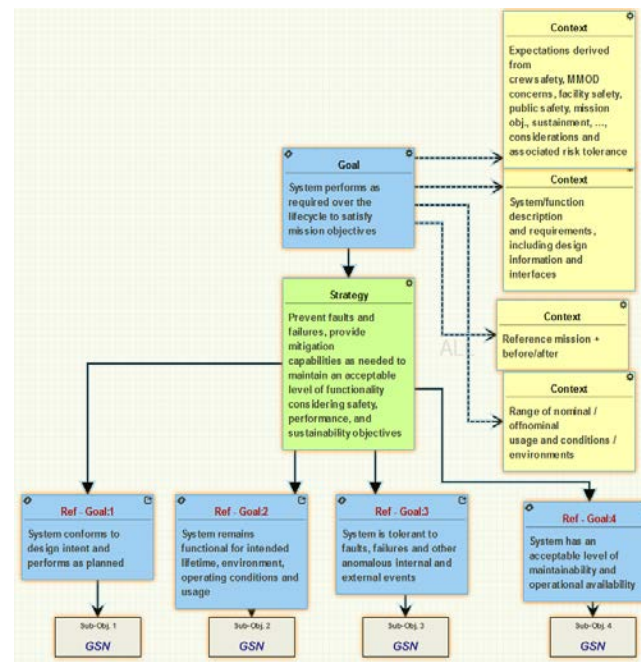 Context
Expectations derived
from
crew safety, MMOD
concerns, facility safety,
public safety, mission
obj., sustainment, ...,
considerations and
associated risk tolerance
Goal
System performs as
required over the
lifecycle to satisfy
mission objectives
Context
System/function
description
and requirements,
including design
information and
interfaces
Strategy
Prevent faults and
failures, provide
mitigation
capabilities as needed to
maintain an acceptable
level of functionality
considering safety,
performance, and
sustainability objectives
Context
Reference mission +
before/after
Context
Range of nominal /
offnominal
usage and conditions /
environments
Ref - Goal:1
System conforms to
design intent and
performs as planned
Ref - Goal:2
System remains
functional for intended
lifetime, environment,
operating conditions and
usage
Ref - Goal:3
System is tolerant to
faults, failures and other
anomalous internal and
external events
Ref - Goal:4
System has an
acceptable level of
maintainability and
operational availability
Sub-Obj. 1
GSN
Sub-Obj. 2
GSN
Sub-Obj. 3
GSN
Sub-Obj. 4
GSN